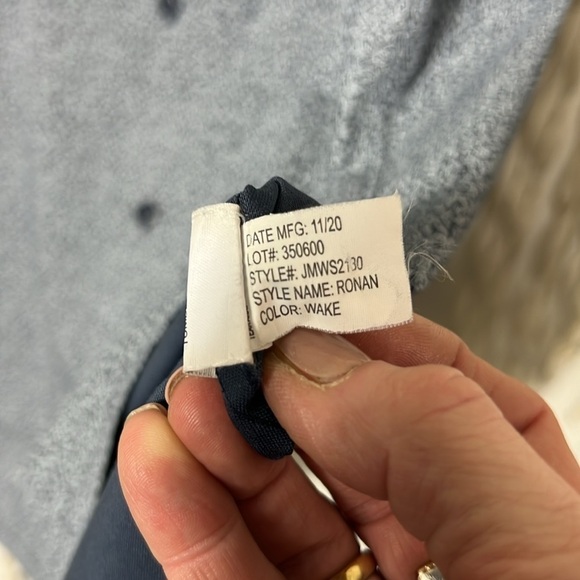 DATE MFG: 11/20
LOT#: 350600
STYLE#: JMWS2130
STYLE NAME: RONAN
COLOR: WAKE